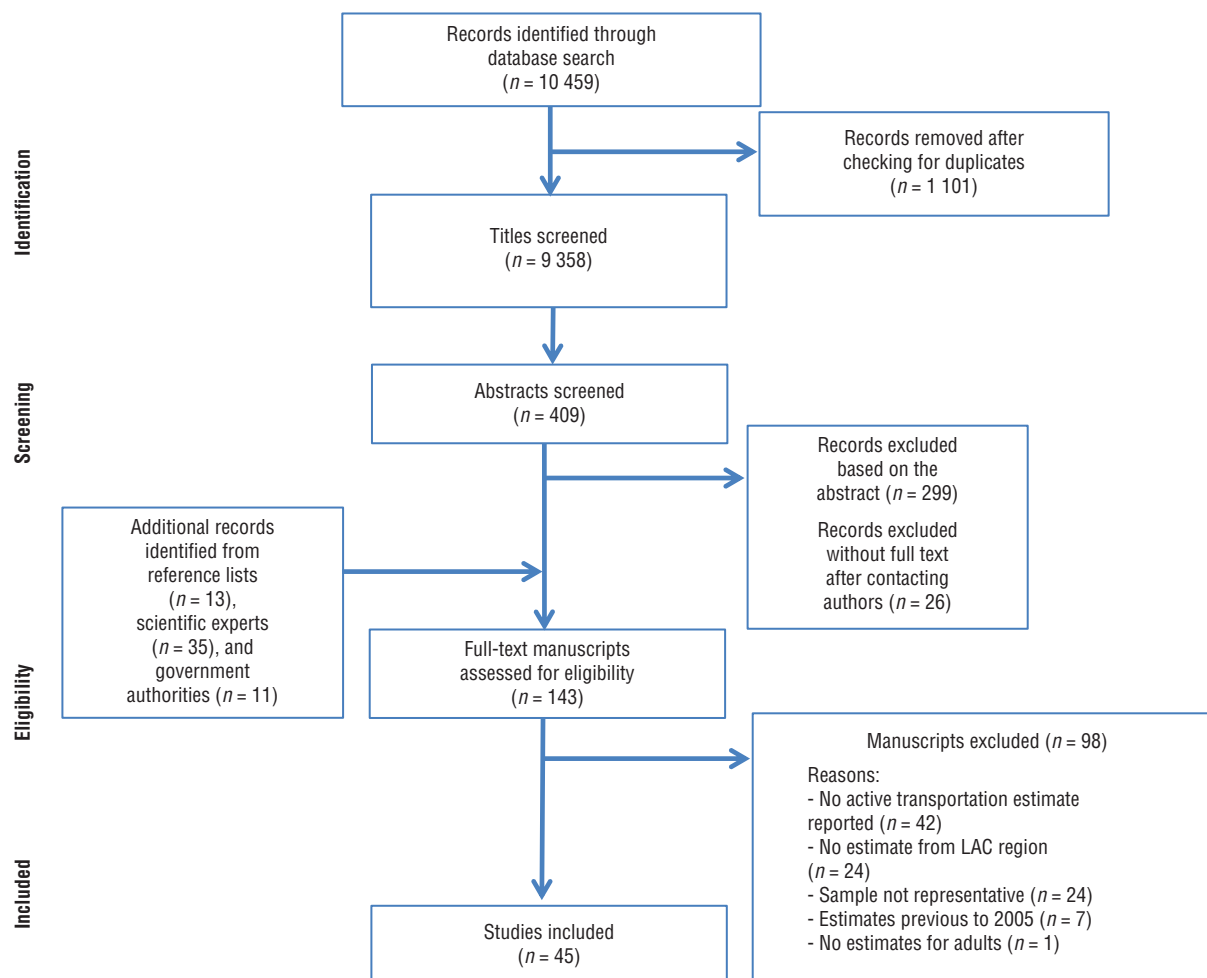 Records identified through
database search
(n = 10 459)
Identification
Records removed after
checking for duplicates
(n = 1 101)
Titles screened
(n = 9 358)
Screening
Abstracts screened
(n = 409)
Records excluded
based on the
abstract (n = 299)
Records excluded
without full text
after contacting
authors (n = 26)
Additional records
identified from
reference lists
(n = 13),
scientific experts
(n = 35), and
government
authorities (n = 11)
Eligibility
Full-text manuscripts
assessed for eligibility
(n = 143)
Manuscripts excluded (n = 98)
Reasons:
- No active transportation estimate
reported (n = 42)
- No estimate from LAC region
(n = 24)
- Sample not representative (n = 24)
- Estimates previous to 2005 (n = 7)
- No estimates for adults (n = 1)
Included
Studies included
(n = 45)